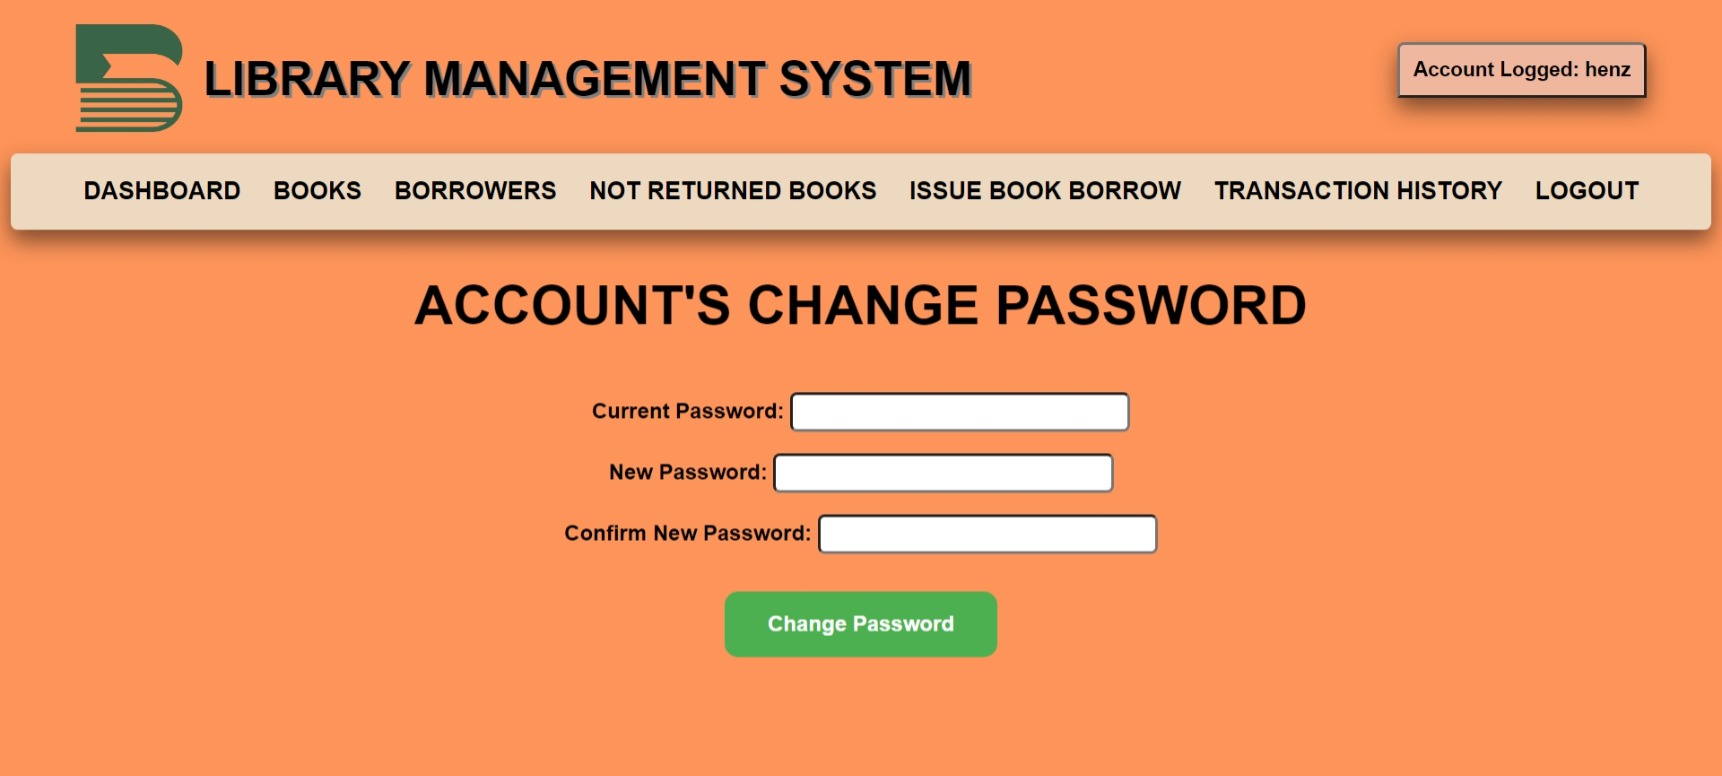 LIBRARY MANAGEMENT SYSTEM
Account Logged: henz
DASHBOARD BOOKS BORROWERS NOT RETURNED BOOKS ISSUE BOOK BORROW TRANSACTION HISTORY LOGOUT
ACCOUNT'S CHANGE PASSWORD
Current Password:
New Password:
Confirm New Password:
Change Password